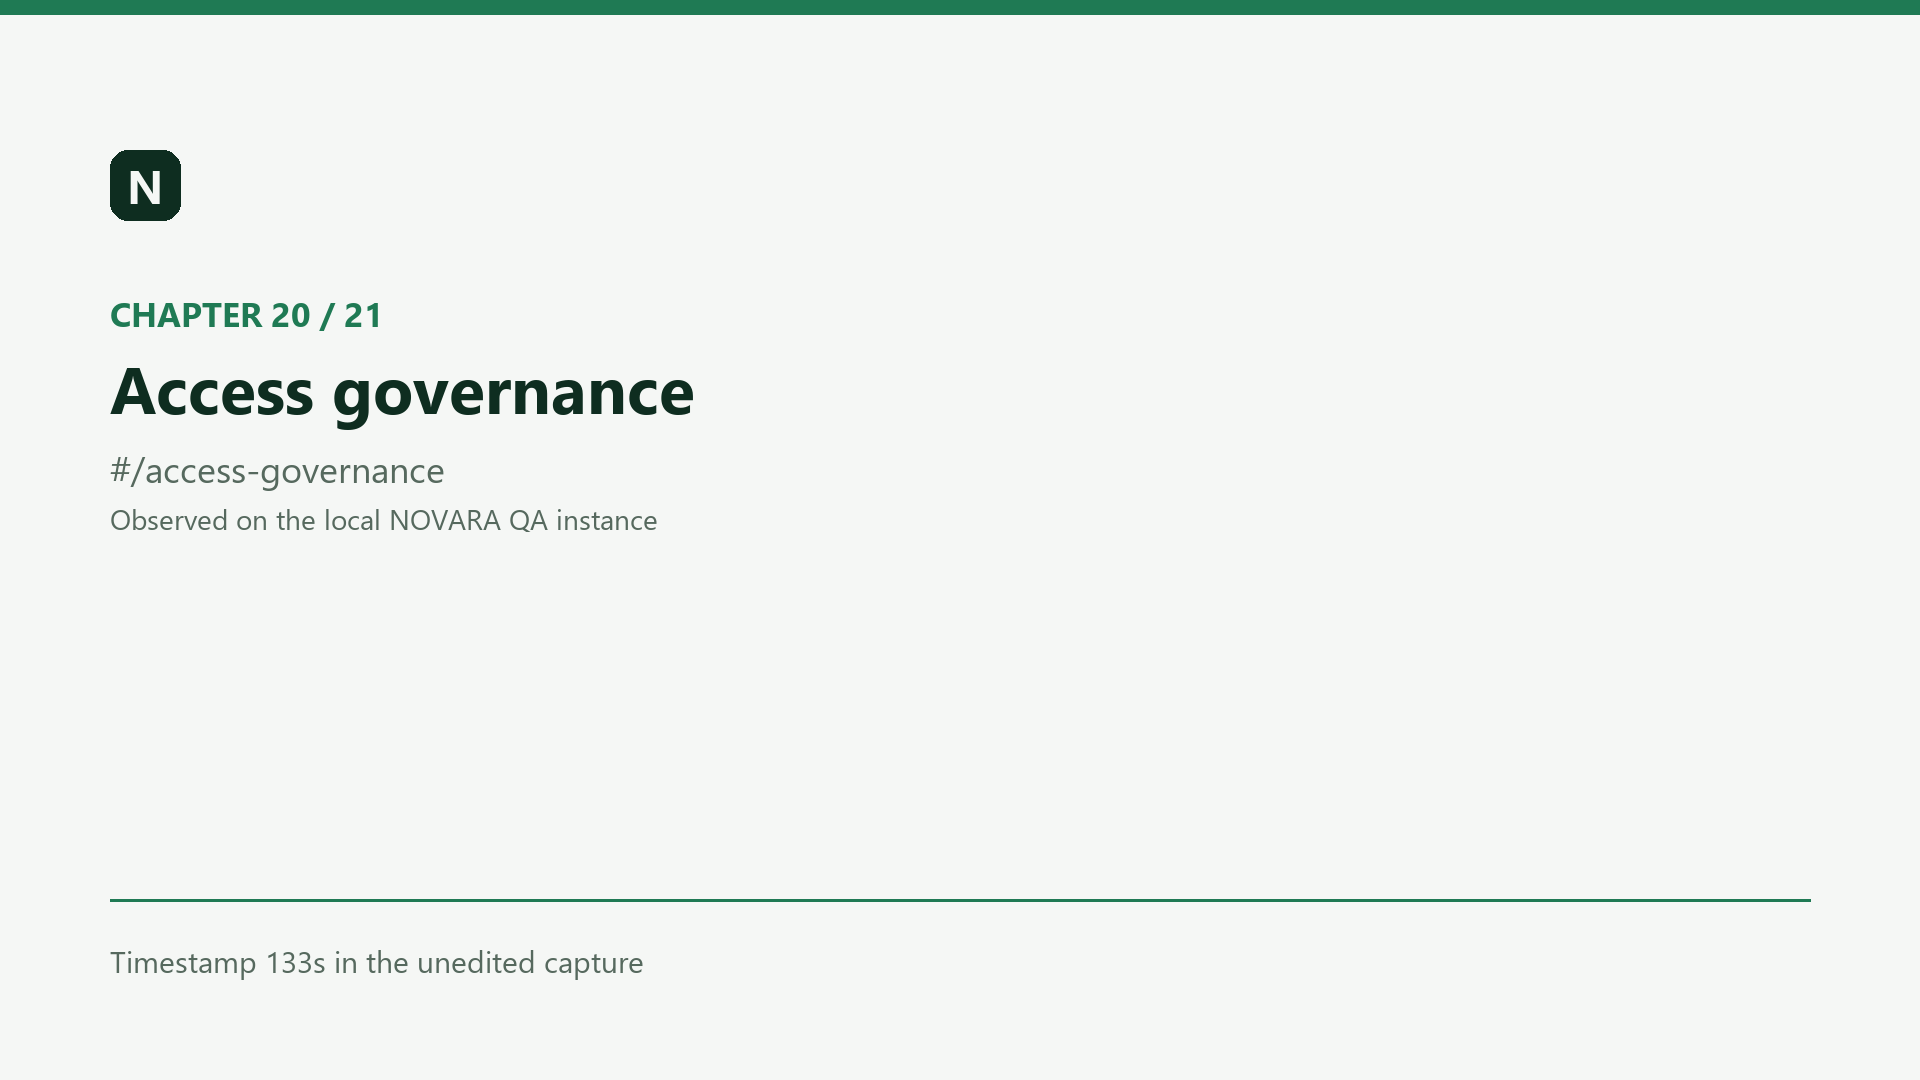 N
CHAPTER 20 / 21
Access governance
#/access-governance
Observed on the local NOVARA QA instance
Timestamp 133s in the unedited capture